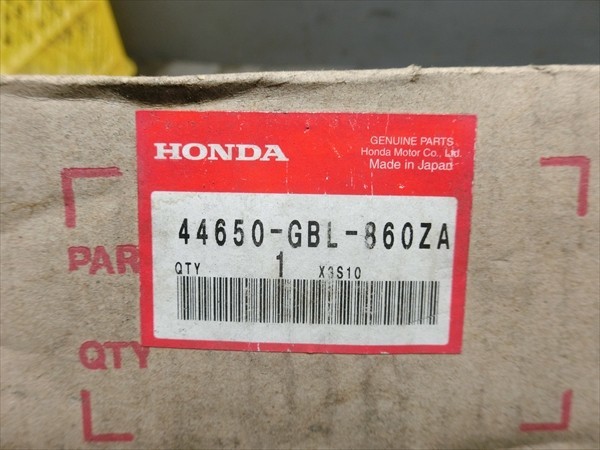 HONDA
GENUINE PARTS
Honda Motor Co., Ltd.
Made in Japan
44650-GBL-860ZA
QTY 1 X3S10
PAR
QTY